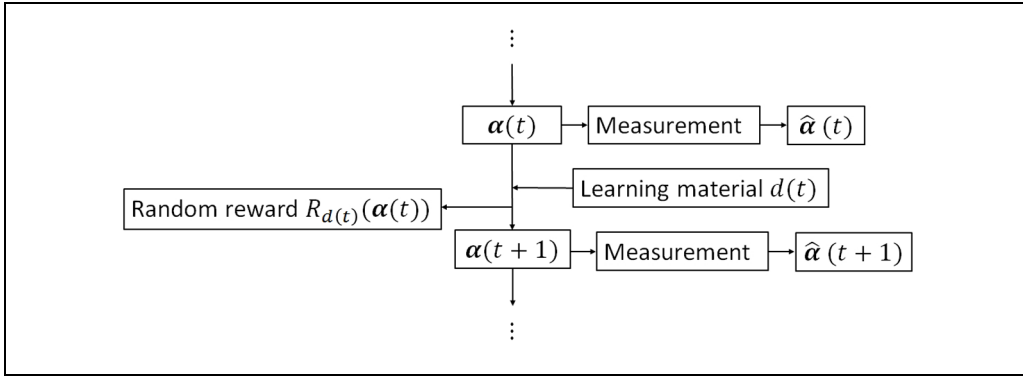 ⋮
𝜶(t) Measurement 𝜶̂ (t)
Learning material d(t)
Random reward R_{d(t)}(𝜶(t))
𝜶(t + 1) Measurement 𝜶̂ (t + 1)
⋮